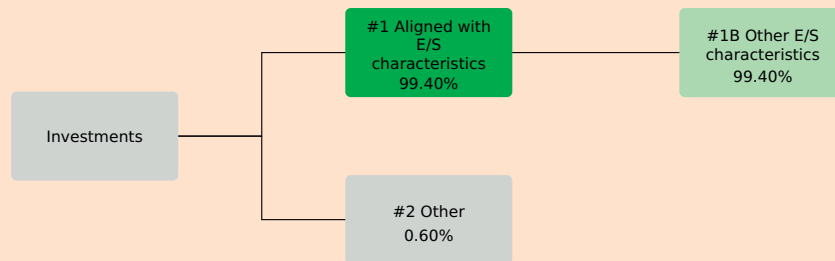 #1 Aligned with
E/S
characteristics
99.40%
#1B Other E/S
characteristics
99.40%
Investments
#2 Other
0.60%